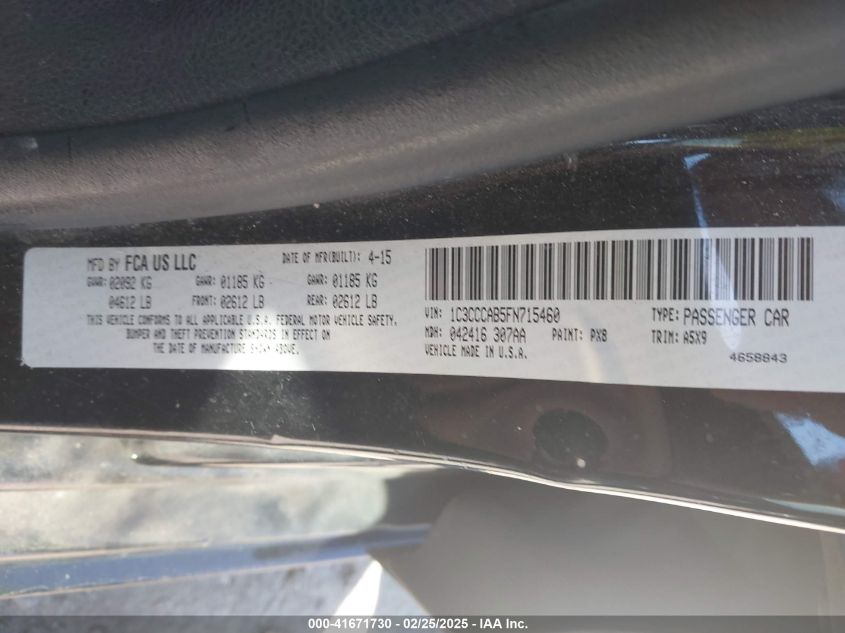 MFD BY FCA US LLC DATE OF MFR(BUILT): 4-15
GVWR: 02092 KG GAWR: 01185 KG GAWR: 01185 KG
04612 LB FRONT: 02612 LB REAR: 02612 LB
THIS VEHICLE CONFORMS TO ALL APPLICABLE U.S.A. FEDERAL MOTOR VEHICLE SAFETY,
BUMPER AND THEFT PREVENTION STANDARDS IN EFFECT ON
THE DATE OF MANUFACTURE SHOWN ABOVE.
VIN: 1C3CCCAB5FN715460 TYPE: PASSENGER CAR
MDH: 042416 307AA PAINT: PX8 TRIM: A5X9
VEHICLE MADE IN U.S.A. 4658843
000-41671730 - 02/25/2025 - IAA Inc.